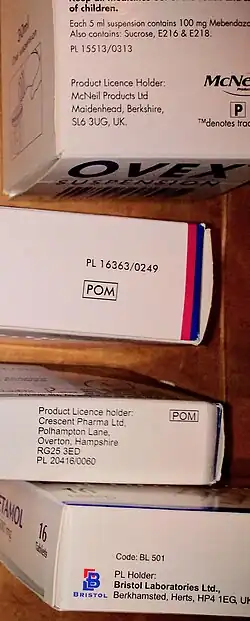 of children.
Each 5 ml suspension contains 100 mg Mebendazo
Also contains: Sucrose, E216 & E218.
PL 15513/0313
Product Licence Holder:
McNeil Products Ltd
Maidenhead, Berkshire,
SL6 3UG, UK.
McNeil
P
™denotes trad
OVEX
SUSPENSION
PL 16363/0249
POM
Product Licence holder:
Crescent Pharma Ltd,
Polhampton Lane,
Overton, Hampshire
RG25 3ED
PL 20416/0060
POM
ETAMOL
16
Tablets
Code: BL 501
PL Holder:
Bristol Laboratories Ltd.,
Berkhamsted, Herts, HP4 1EG, UK
BRISTOL